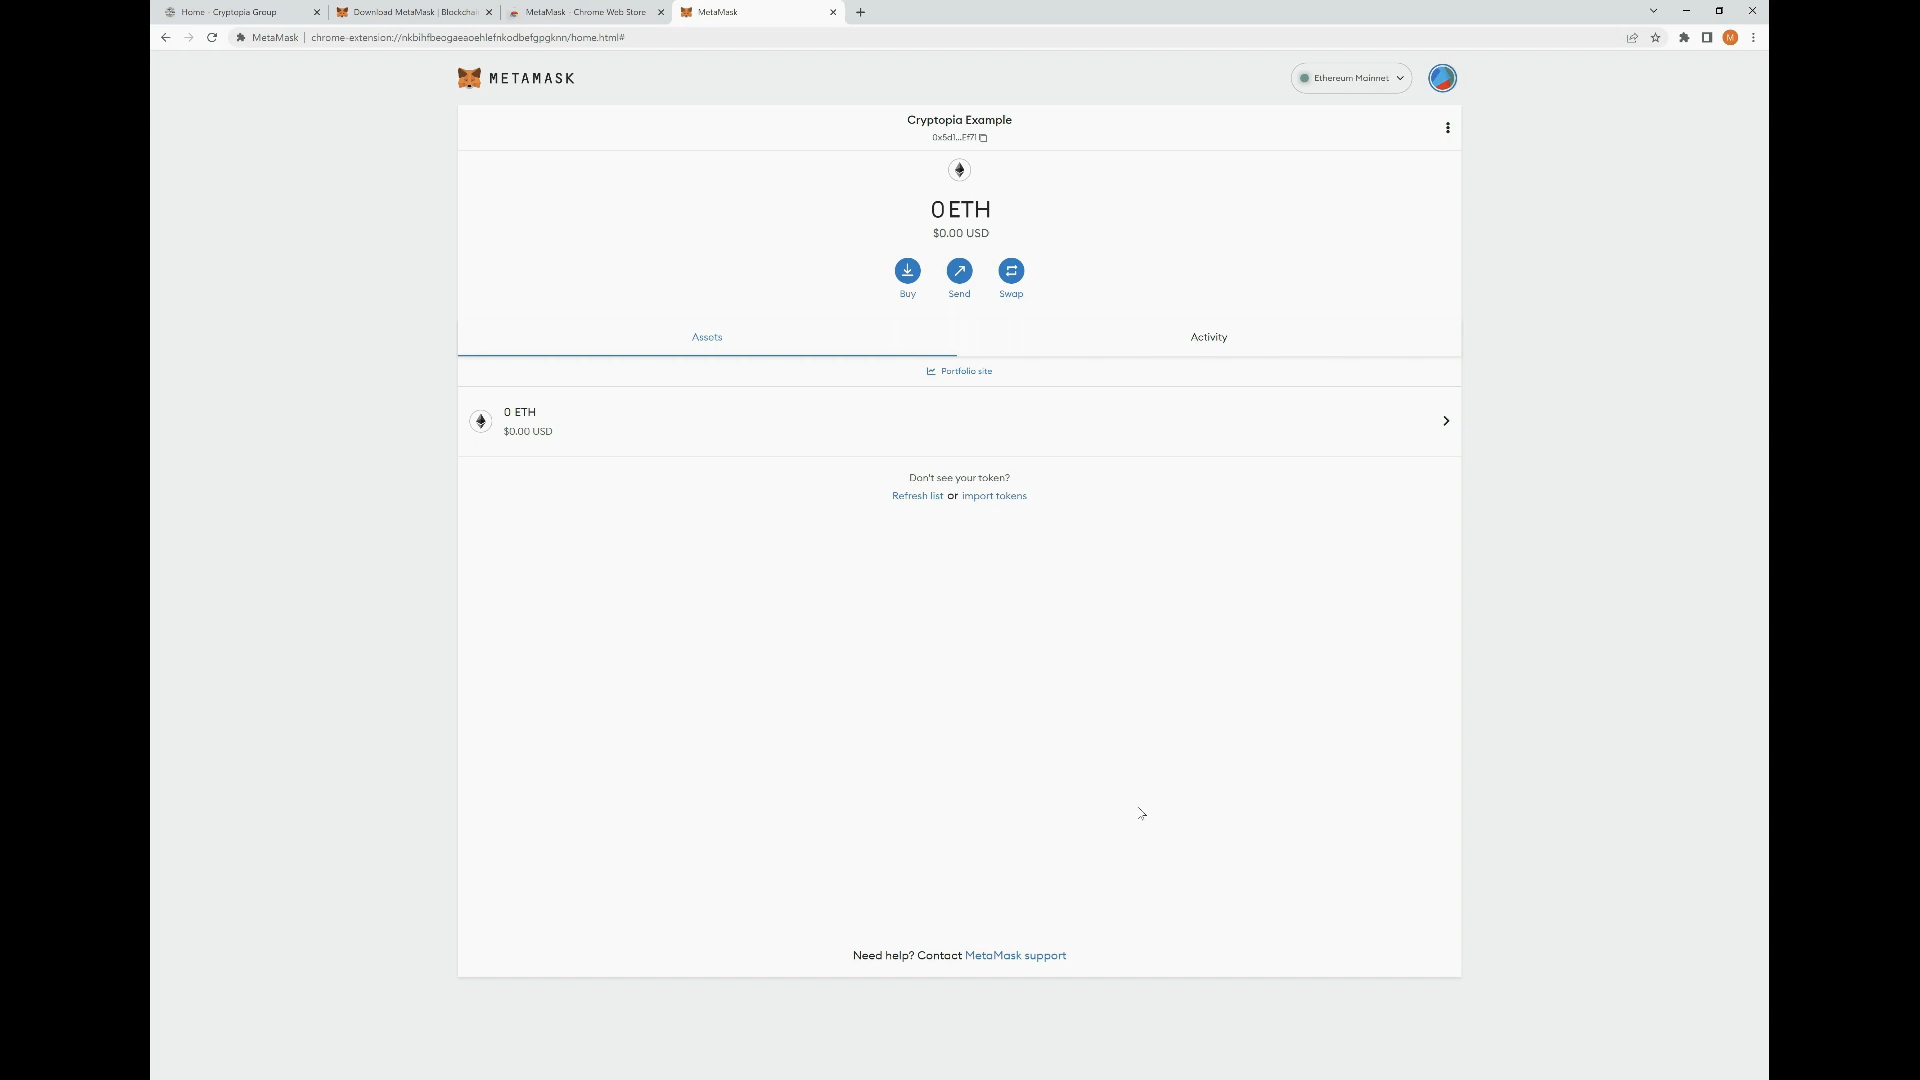 Home - Cryptopia Group
Download MetaMask | Blockchai
MetaMask - Chrome Web Store
MetaMask
MetaMask | chrome-extension://nkbihfbeogaeaoehlefnkodbefgpgknn/home.html#
M
METAMASK
Ethereum Mainnet
Cryptopia Example
0x5d1...Ef71
0 ETH
$0.00 USD
Buy
Send
Swap
Assets
Activity
Portfolio site
0 ETH
$0.00 USD
Don't see your token?
Refresh list or import tokens
Need help? Contact MetaMask support